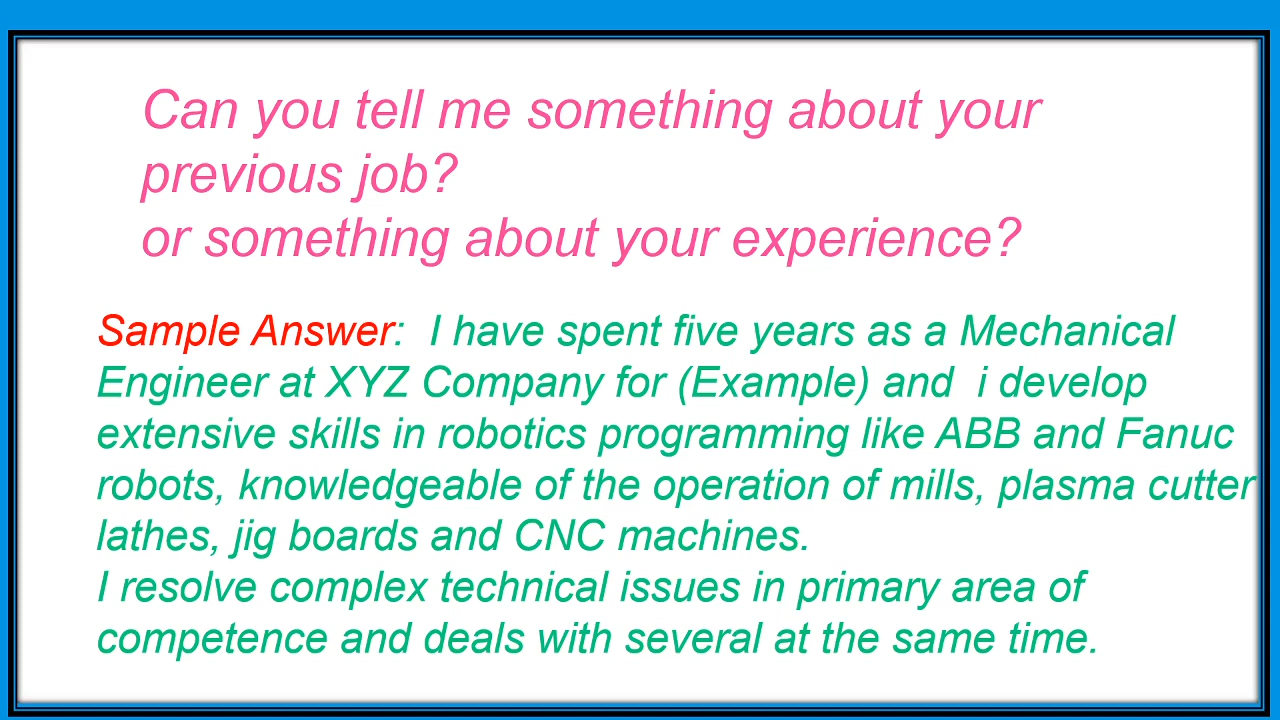 Can you tell me something about your
previous job?
or something about your experience?
Sample Answer:  I have spent five years as a Mechanical
Engineer at XYZ Company for (Example) and  i develop
extensive skills in robotics programming like ABB and Fanuc
robots, knowledgeable of the operation of mills, plasma cutter
lathes, jig boards and CNC machines.
I resolve complex technical issues in primary area of
competence and deals with several at the same time.